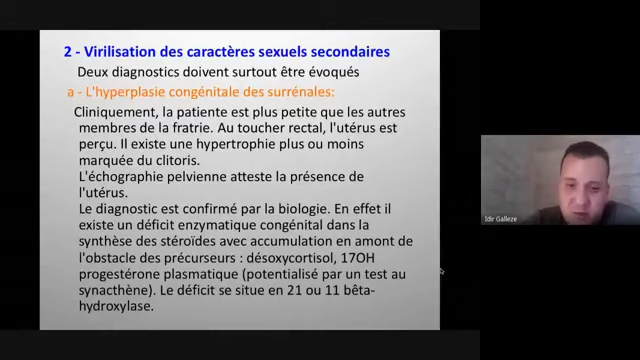 2 - Virilisation des caractères sexuels secondaires
Deux diagnostics doivent surtout être évoqués
a - L'hyperplasie congénitale des surrénales:
Cliniquement, la patiente est plus petite que les autres
membres de la fratrie. Au toucher rectal, l'utérus est
perçu. Il existe une hypertrophie plus ou moins
marquée du clitoris.
L'échographie pelvienne atteste la présence de
l'utérus.
Le diagnostic est confirmé par la biologie. En effet il
existe un déficit enzymatique congénital dans la
synthèse des stéroïdes avec accumulation en amont de
l'obstacle des précurseurs : désoxycortisol, 17OH
progestérone plasmatique (potentialisé par un test au
synacthène). Le déficit se situe en 21 ou 11 bêta-
hydroxylase.
Idir Galleze